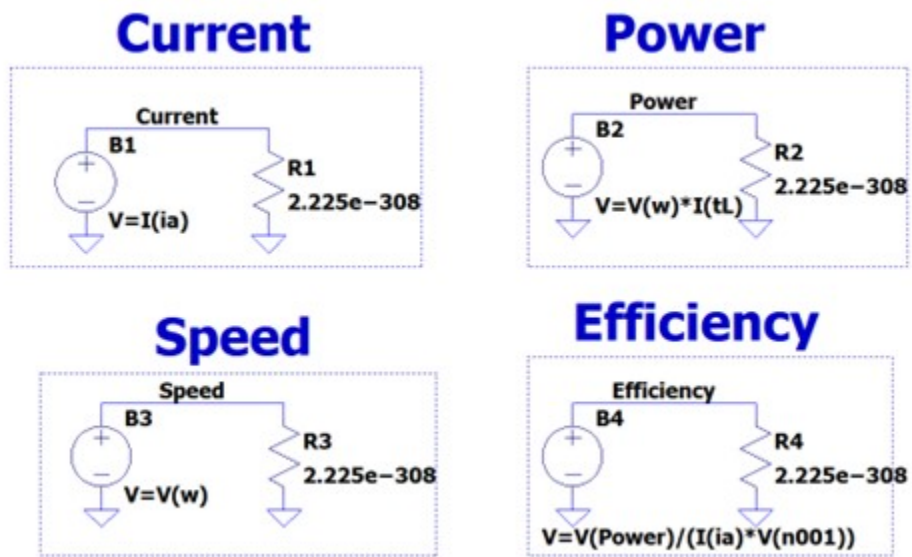 Current
Power
Current
B1
R1
2.225e−308
V=I(ia)
Power
B2
R2
2.225e−308
V=V(w)*I(tL)
Speed
Efficiency
Speed
B3
R3
2.225e−308
V=V(w)
Efficiency
B4
R4
2.225e−308
V=V(Power)/(I(ia)*V(n001))